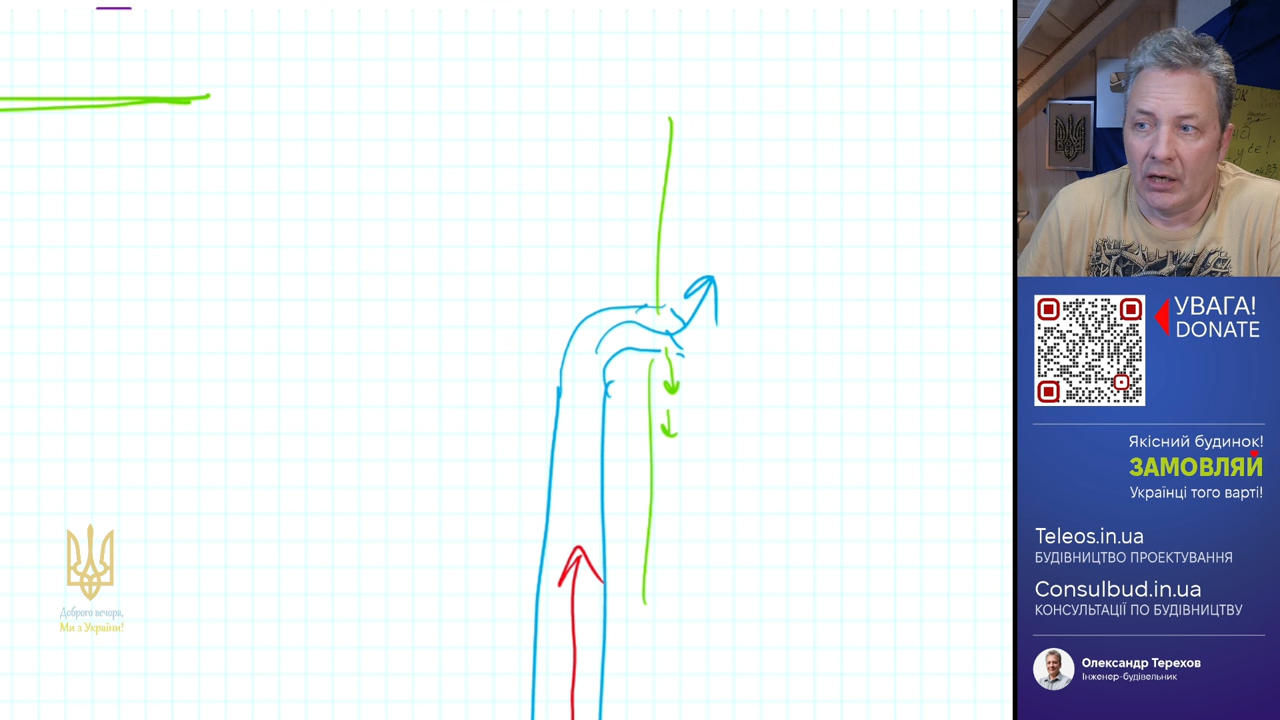 УВАГА!
DONATE
Якісний будинок!
ЗАМОВЛЯЙ
Українці того варті!
Teleos.in.ua
БУДІВНИЦТВО ПРОЕКТУВАННЯ
Consulbud.in.ua
КОНСУЛЬТАЦІЇ ПО БУДІВНИЦТВУ
Олександр Терехов
Інженер-будівельник
Доброго вечора,
Ми з України!